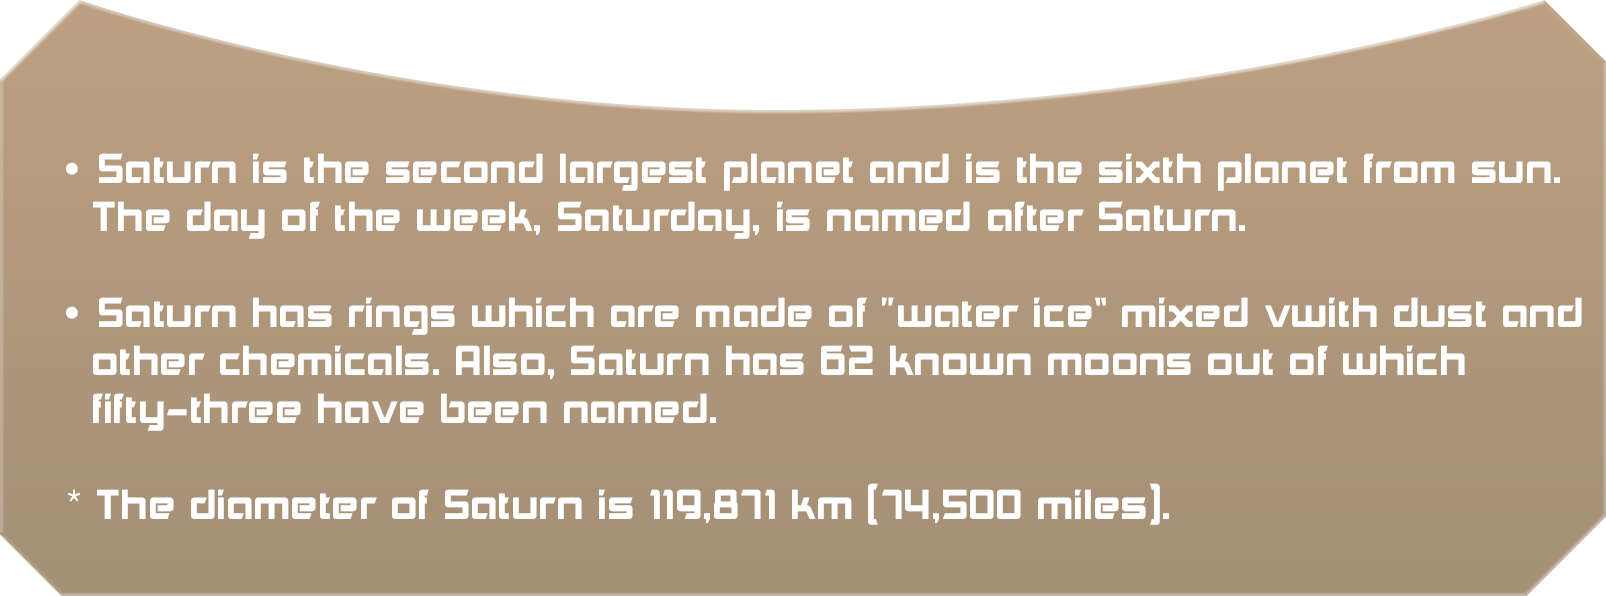 • Saturn is the second largest planet and is the sixth planet from sun.
The day of the week, Saturday, is named after Saturn.
• Saturn has rings which are made of "water ice" mixed vwith dust and
other chemicals. Also, Saturn has 62 known moons out of which
fifty-three have been named.
* The diameter of Saturn is 119,871 km (74,500 miles).